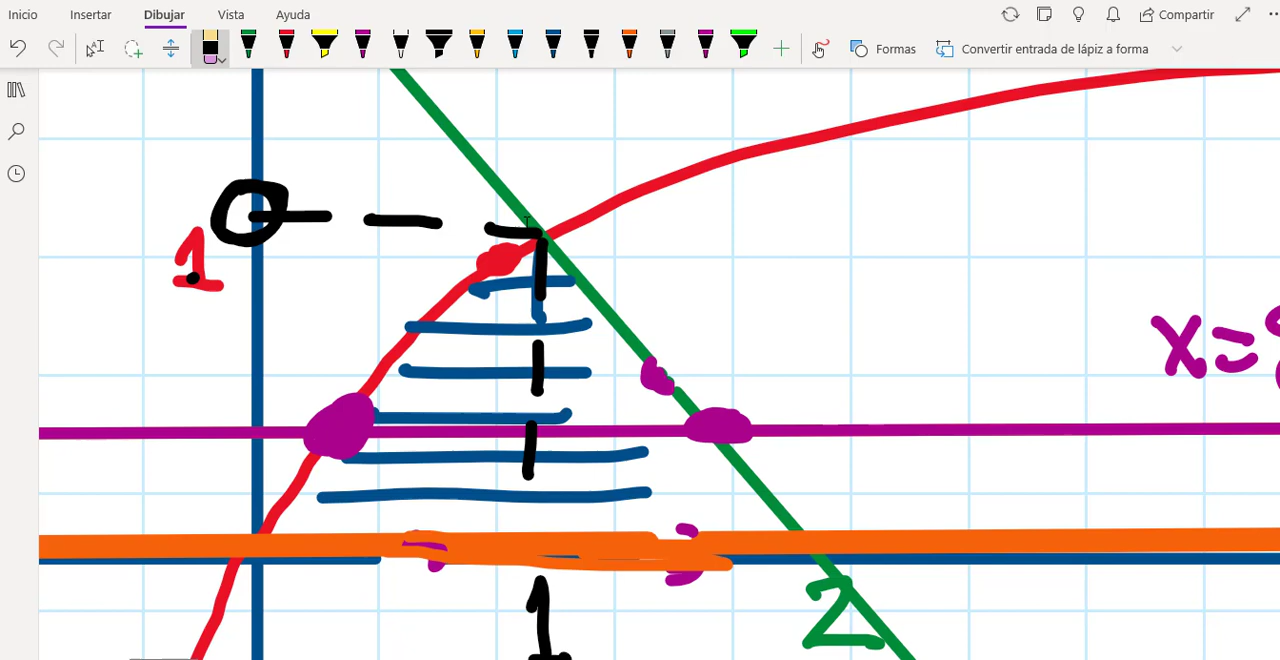 Inicio Insertar Dibujar Vista Ayuda Compartir
Formas Convertir entrada de lápiz a forma
1
x=
1
2